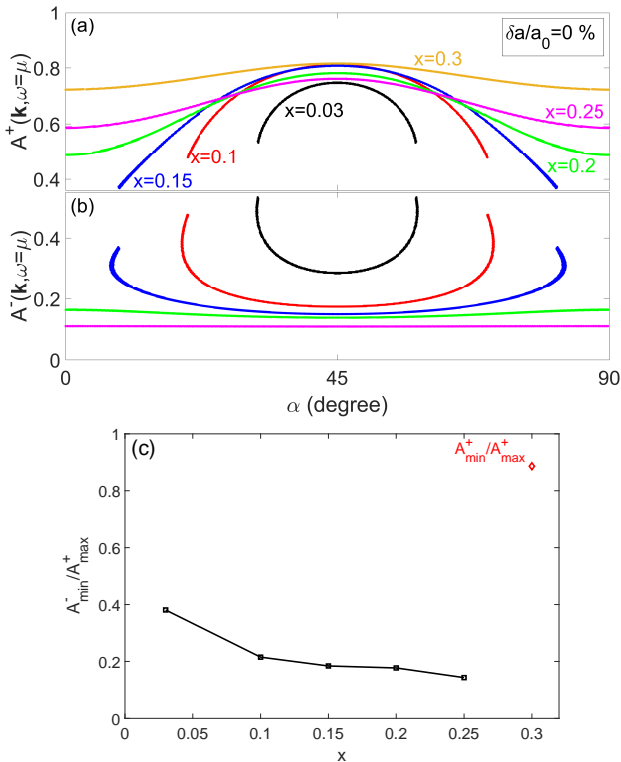 (a)
δa/a₀=0 %
A⁺(k,ω=μ)
1
0.8
0.6
0.4
x=0.3
x=0.25
x=0.03
x=0.1
x=0.2
x=0.15
(b)
A⁻(k,ω=μ)
0.4
0.2
0
0
45
90
α (degree)
(c)
A⁺min/A⁺max
A⁻min/A⁺max
1
0.8
0.6
0.4
0.2
0
0
0.05
0.1
0.15
0.2
0.25
0.3
x